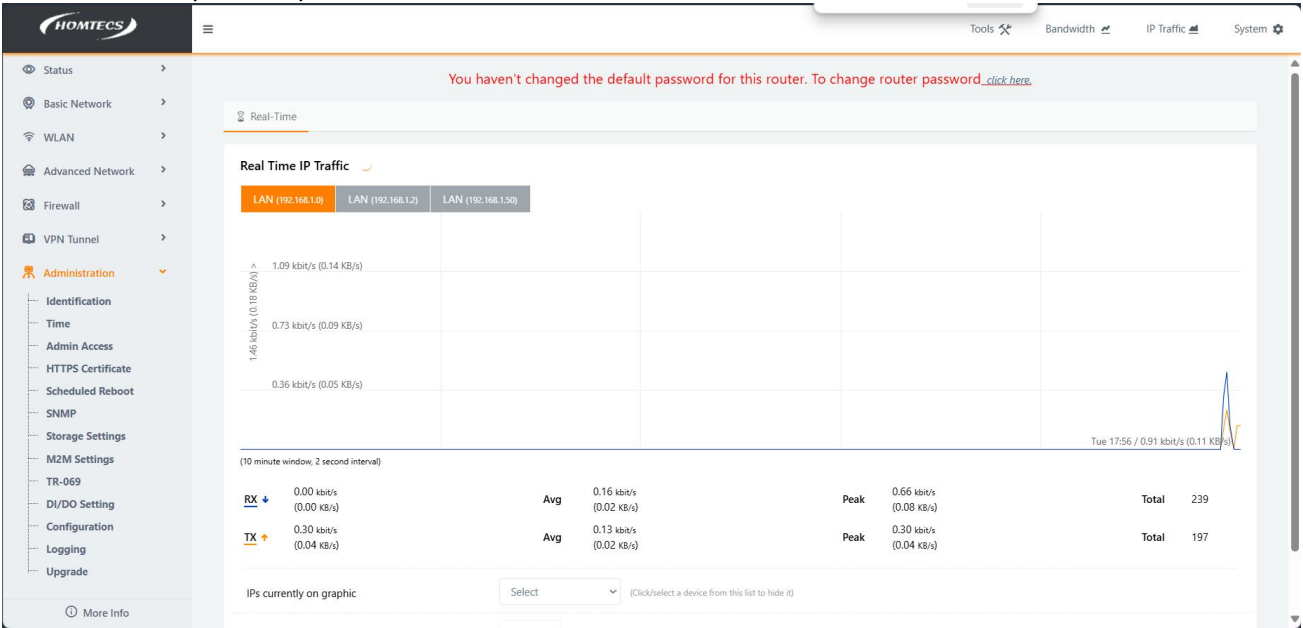 HOMTECS
Tools
Bandwidth
IP Traffic
System
Status
Basic Network
WLAN
Advanced Network
Firewall
VPN Tunnel
Administration
Identification
Time
Admin Access
HTTPS Certificate
Scheduled Reboot
SNMP
Storage Settings
M2M Settings
TR-069
DI/DO Setting
Configuration
Logging
Upgrade
More Info
You haven't changed the default password for this router. To change router password click here.
Real-Time
Real Time IP Traffic
LAN (192.168.1.0) LAN (192.168.1.2) LAN (192.168.1.50)
1.46 kbit/s (0.18 KB/s) >
1.09 kbit/s (0.14 KB/s)
0.73 kbit/s (0.09 KB/s)
0.36 kbit/s (0.05 KB/s)
Tue 17:56 / 0.91 kbit/s (0.11 KB/s)
(10 minute window, 2 second interval)
RX 0.00 kbit/s (0.00 KB/s) Avg 0.16 kbit/s (0.02 KB/s) Peak 0.66 kbit/s (0.08 KB/s) Total 239
TX 0.30 kbit/s (0.04 KB/s) Avg 0.13 kbit/s (0.02 KB/s) Peak 0.30 kbit/s (0.04 KB/s) Total 197
IPs currently on graphic Select (Click/select a device from this list to hide it)